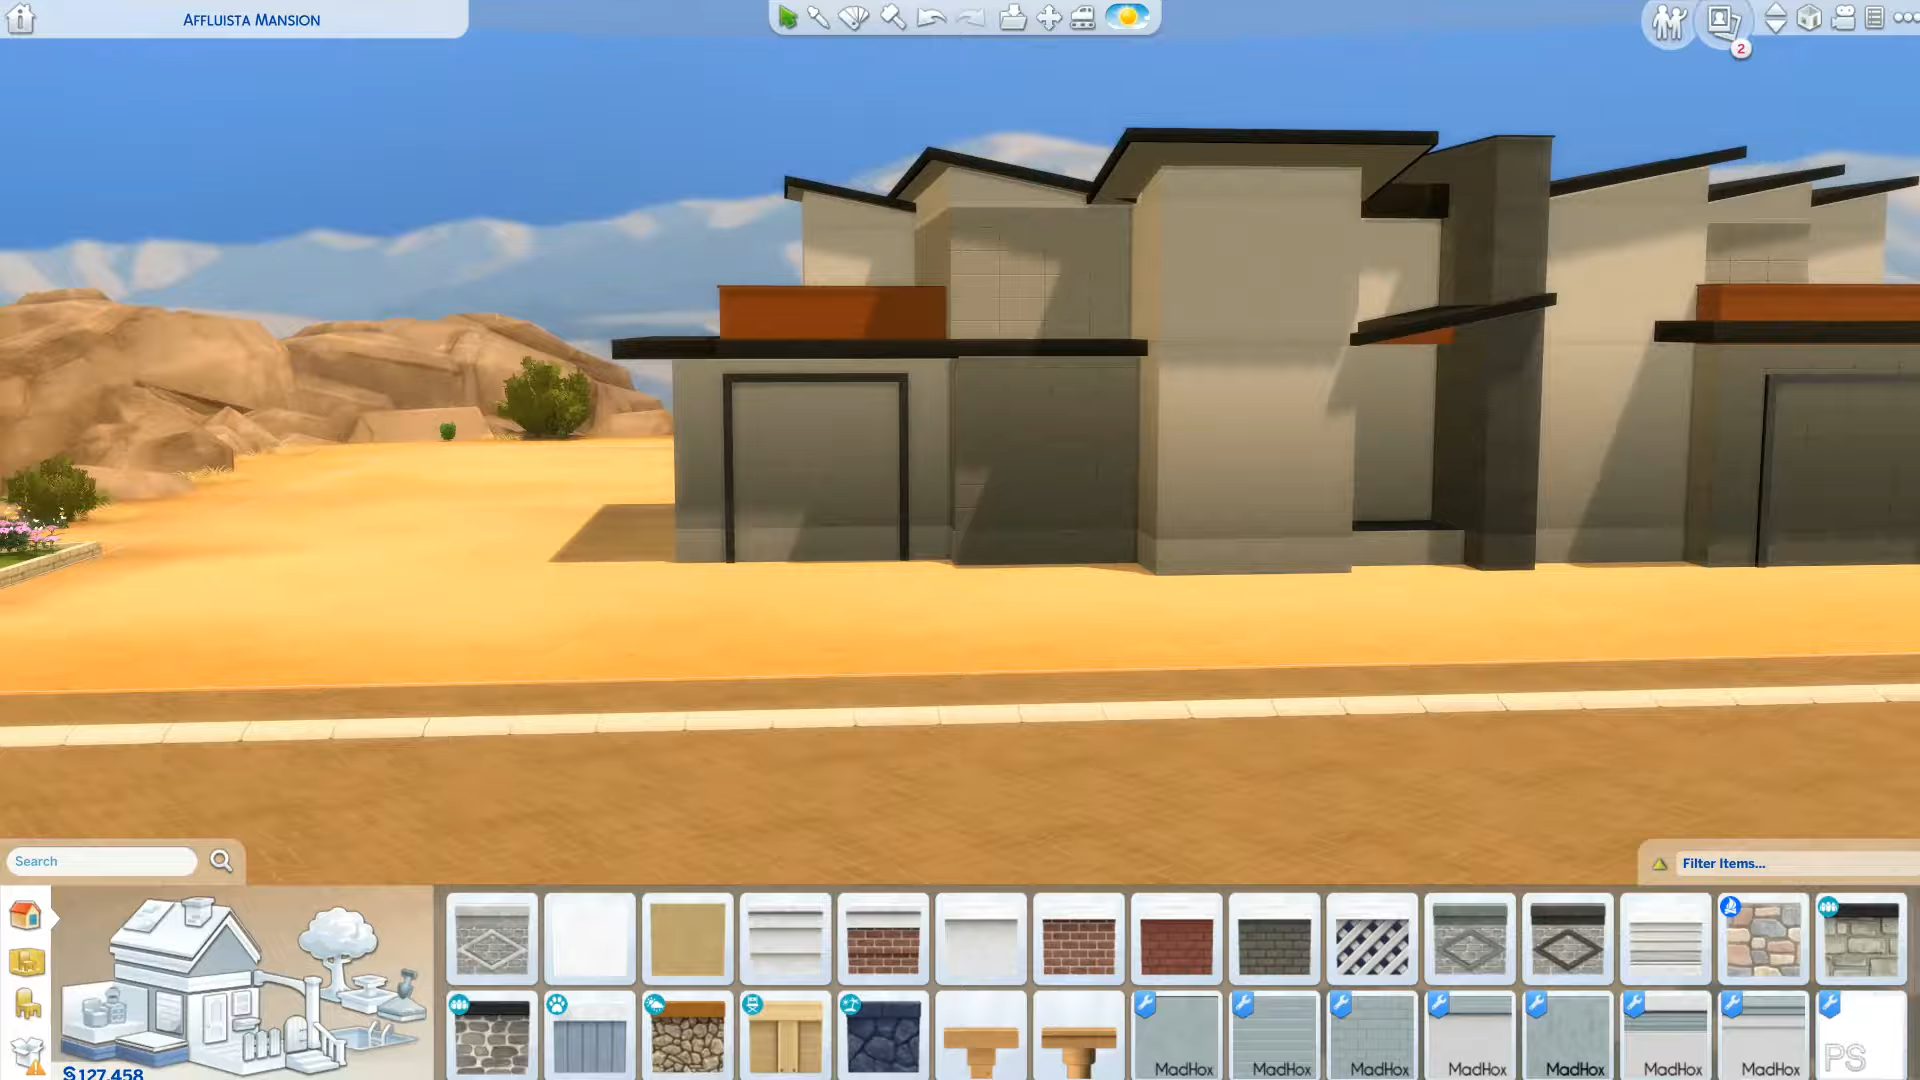 AFFLUISTA MANSION
2
Search
Filter Items...
MadHox MadHox MadHox MadHox MadHox MadHox MadHox PS
§127,458